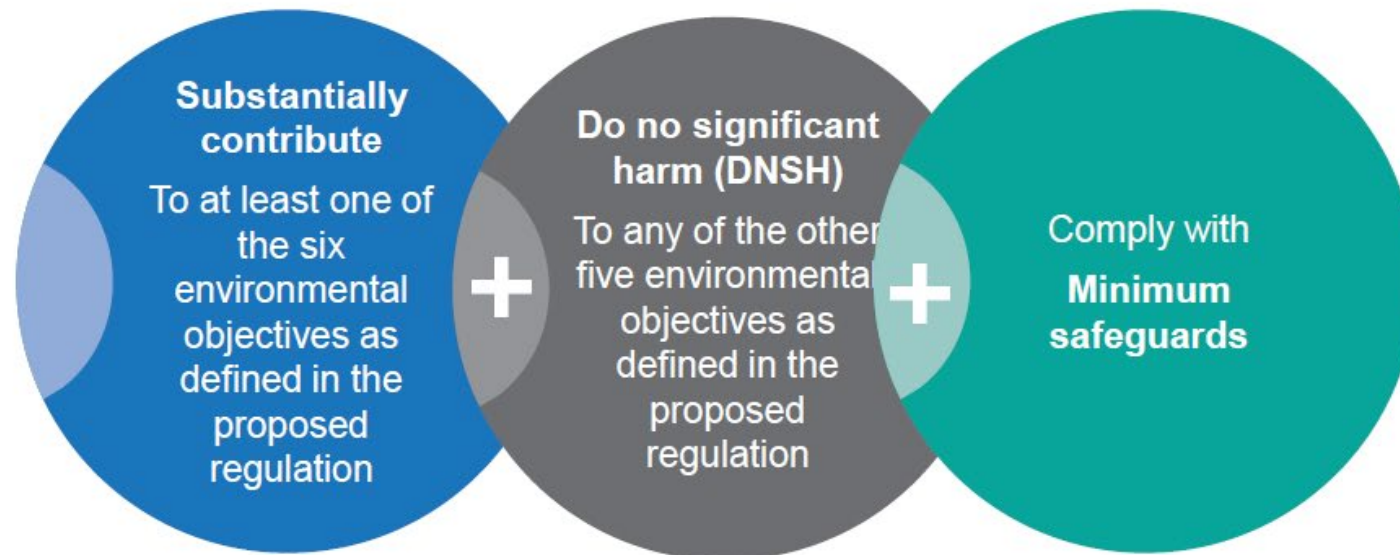 Substantially
contribute
To at least one of
the six
environmental
objectives as
defined in the
proposed
regulation
+
Do no significant
harm (DNSH)
To any of the other
five environmental
objectives as
defined in the
proposed
regulation
+
Comply with
Minimum
safeguards